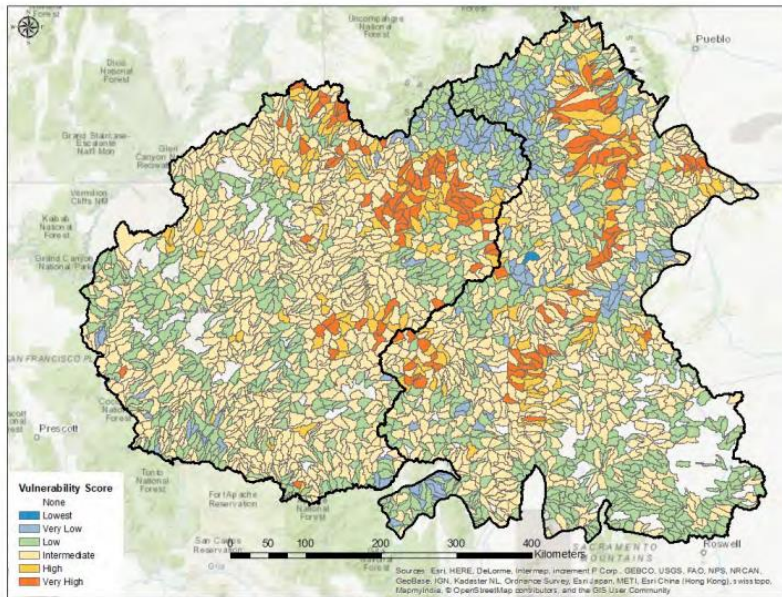 Uncompahgre
National
Forest
Forest
Pueblo
Dixie
National
Forest
Grand Staircase-
Escalante
Nat'l Mon
Glen
Canyon N
Recreation
Vermilion
Cliffs NM
Kaibab
National
Forest
Grand Canyon
National Park
SAN FRANCISCO P
Prescott
Tonto
National
Forest
Fort Apache
Reservation
National
Forest
San Carlos
Reservation
Gila
SACRAMENTO
MOUNTAINS
Roswell
Vulnerability Score
None
Lowest
Very Low
Low
Intermediate
High
Very High
0 50 100 200 300 400
Kilometers
Sources: Esri, HERE, DeLorme, Intermap, increment P Corp., GEBCO, USGS, FAO, NPS, NRCAN,
GeoBase, IGN, Kadaster NL, Ordnance Survey, Esri Japan, METI, Esri China (Hong Kong), swisstopo,
MapmyIndia, © OpenStreetMap contributors, and the GIS User Community